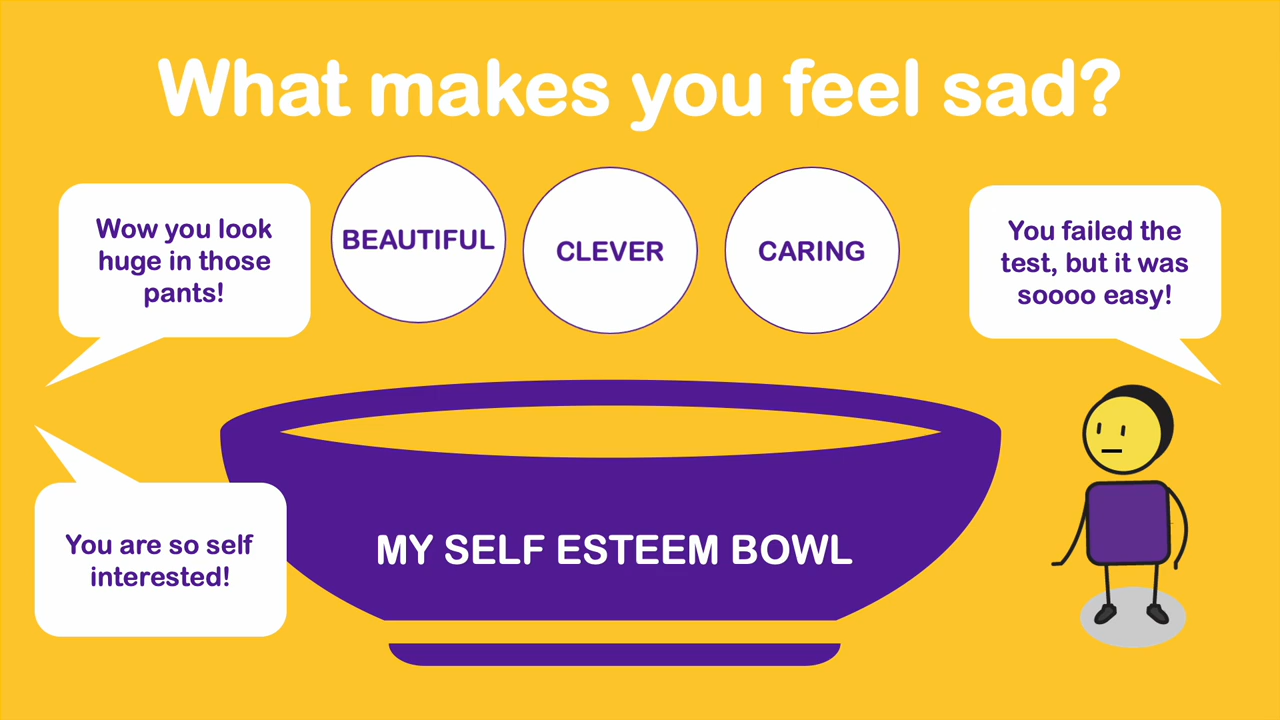 What makes you feel sad?
Wow you look
huge in those
pants!
BEAUTIFUL
CLEVER
CARING
You failed the
test, but it was
soooo easy!
You are so self
interested!
MY SELF ESTEEM BOWL